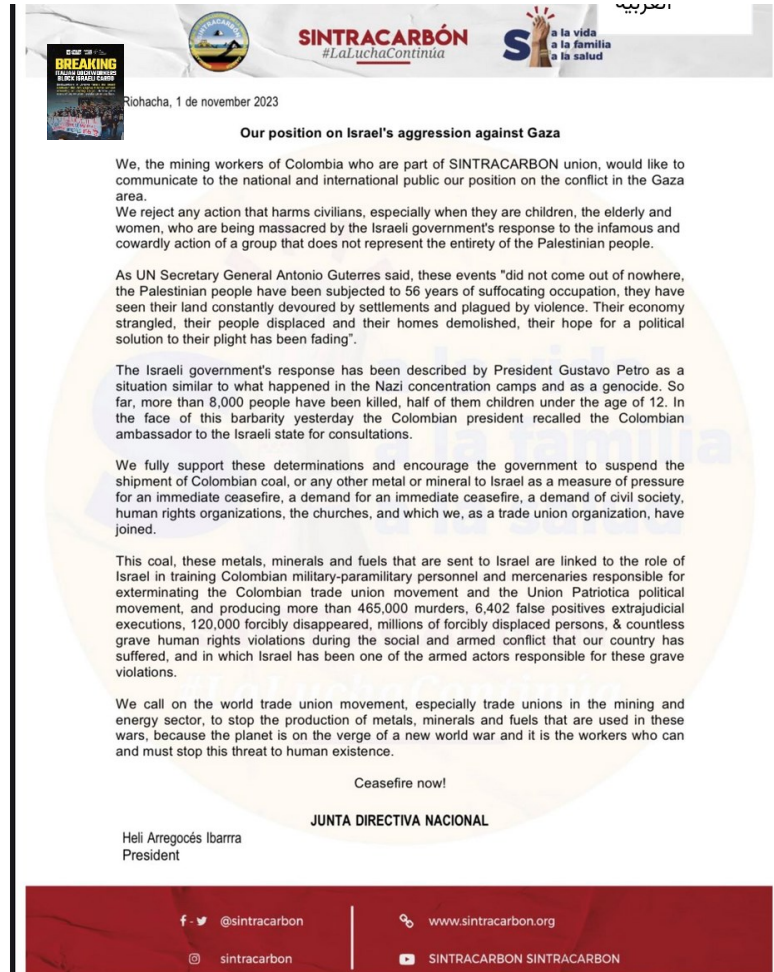 العربية
SINTRACARBÓN
#LaLuchaContinúa
Sí
a la vida
a la familia
a la salud
BREAKING
ITALIAN DOCKWORKERS
BLOCK ISRAELI CARGO
Riohacha, 1 de november 2023
Our position on Israel's aggression against Gaza
We, the mining workers of Colombia who are part of SINTRACARBON union, would like to
communicate to the national and international public our position on the conflict in the Gaza
area.
We reject any action that harms civilians, especially when they are children, the elderly and
women, who are being massacred by the Israeli government's response to the infamous and
cowardly action of a group that does not represent the entirety of the Palestinian people.
As UN Secretary General Antonio Guterres said, these events "did not come out of nowhere,
the Palestinian people have been subjected to 56 years of suffocating occupation, they have
seen their land constantly devoured by settlements and plagued by violence. Their economy
strangled, their people displaced and their homes demolished, their hope for a political
solution to their plight has been fading”.
The Israeli government's response has been described by President Gustavo Petro as a
situation similar to what happened in the Nazi concentration camps and as a genocide. So
far, more than 8,000 people have been killed, half of them children under the age of 12. In
the face of this barbarity yesterday the Colombian president recalled the Colombian
ambassador to the Israeli state for consultations.
We fully support these determinations and encourage the government to suspend the
shipment of Colombian coal, or any other metal or mineral to Israel as a measure of pressure
for an immediate ceasefire, a demand for an immediate ceasefire, a demand of civil society,
human rights organizations, the churches, and which we, as a trade union organization, have
joined.
This coal, these metals, minerals and fuels that are sent to Israel are linked to the role of
Israel in training Colombian military-paramilitary personnel and mercenaries responsible for
exterminating the Colombian trade union movement and the Union Patriotica political
movement, and producing more than 465,000 murders, 6,402 false positives extrajudicial
executions, 120,000 forcibly disappeared, millions of forcibly displaced persons, & countless
grave human rights violations during the social and armed conflict that our country has
suffered, and in which Israel has been one of the armed actors responsible for these grave
violations.
We call on the world trade union movement, especially trade unions in the mining and
energy sector, to stop the production of metals, minerals and fuels that are used in these
wars, because the planet is on the verge of a new world war and it is the workers who can
and must stop this threat to human existence.
Ceasefire now!
JUNTA DIRECTIVA NACIONAL
Heli Arregocés Ibarrra
President
@sintracarbon
www.sintracarbon.org
sintracarbon
SINTRACARBON SINTRACARBON